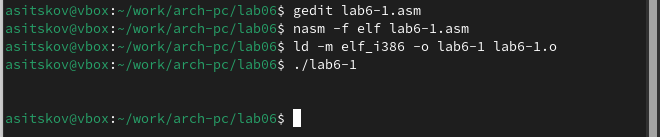 asitskov@vbox:~/work/arch-pc/lab06$ gedit lab6-1.asm
asitskov@vbox:~/work/arch-pc/lab06$ nasm -f elf lab6-1.asm
asitskov@vbox:~/work/arch-pc/lab06$ ld -m elf_i386 -o lab6-1 lab6-1.o
asitskov@vbox:~/work/arch-pc/lab06$ ./lab6-1
asitskov@vbox:~/work/arch-pc/lab06$